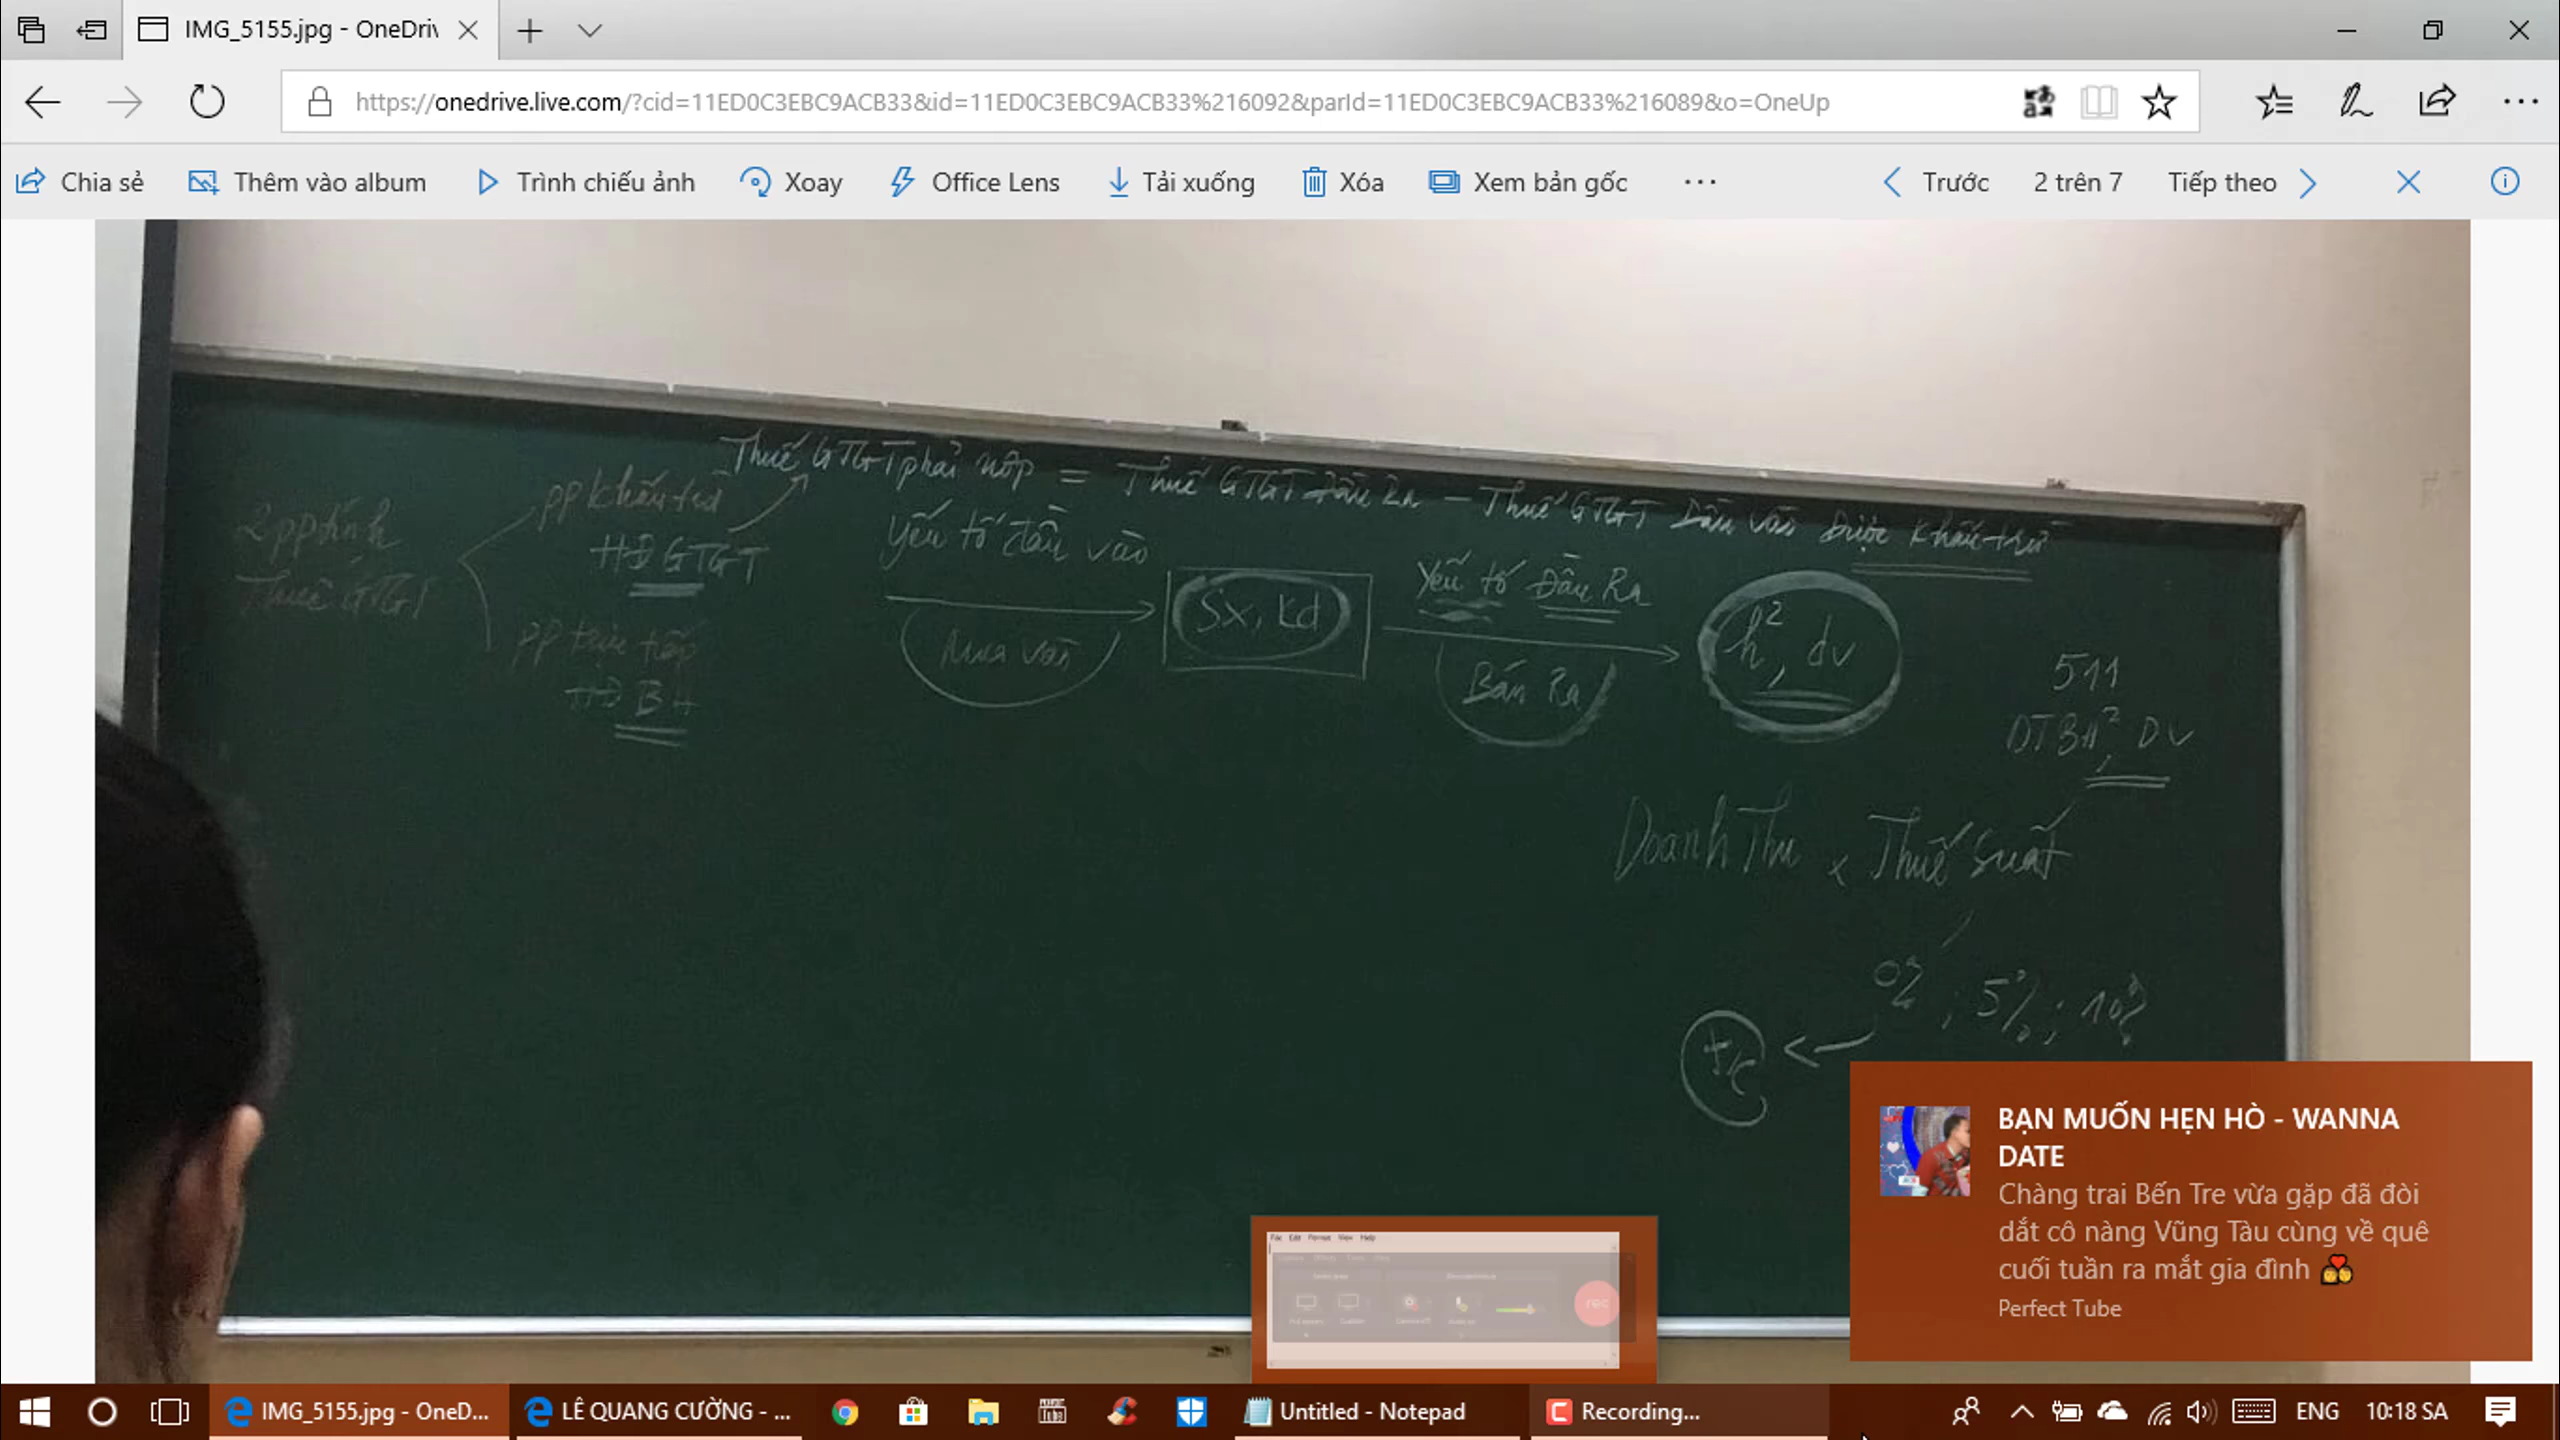 IMG_5155.jpg - OneDriv
https://onedrive.live.com/?cid=11ED0C3EBC9ACB33&id=11ED0C3EBC9ACB33%216092&parId=11ED0C3EBC9ACB33%216089&o=OneUp
Chia sẻ Thêm vào album Trình chiếu ảnh Xoay Office Lens Tải xuống Xóa Xem bản gốc ... Trước 2 trên 7 Tiếp theo
Thuế GTGT phải nộp = Thuế GTGT Đầu Ra - Thuế GTGT Đầu vào Được khấu trừ
2 pp tính
Thuế GTGT
pp khấu trừ
HĐ GTGT
pp trực tiếp
HĐ BH
yếu tố đầu vào
Mua vào
Sx, kd
Yếu tố Đầu Ra
Bán Ra
h², dv
511
DTBH², DV
Doanh Thu x Thuế suất
0% ; 5% ; 10%
BẠN MUỐN HẸN HÒ - WANNA
DATE
Chàng trai Bến Tre vừa gặp đã đòi
dắt cô nàng Vũng Tàu cùng về quê
cuối tuần ra mắt gia đình
Perfect Tube
File Edit Format View Help
rec
IMG_5155.jpg - OneD...
LÊ QUANG CƯỜNG - ...
Untitled - Notepad
Recording...
ENG
10:18 SA